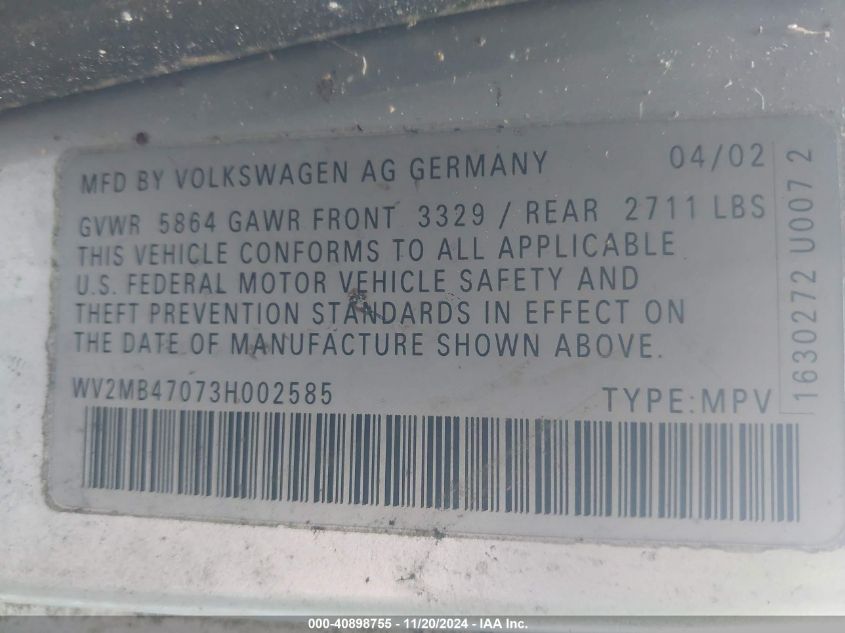 MFD BY VOLKSWAGEN AG GERMANY 04/02
GVWR 5864 GAWR FRONT 3329 / REAR 2711 LBS
THIS VEHICLE CONFORMS TO ALL APPLICABLE
U.S. FEDERAL MOTOR VEHICLE SAFETY AND
THEFT PREVENTION STANDARDS IN EFFECT ON
THE DATE OF MANUFACTURE SHOWN ABOVE.
WV2MB47073H002585 TYPE:MPV
1630272 U007 2
000-40898755 - 11/20/2024 - IAA Inc.